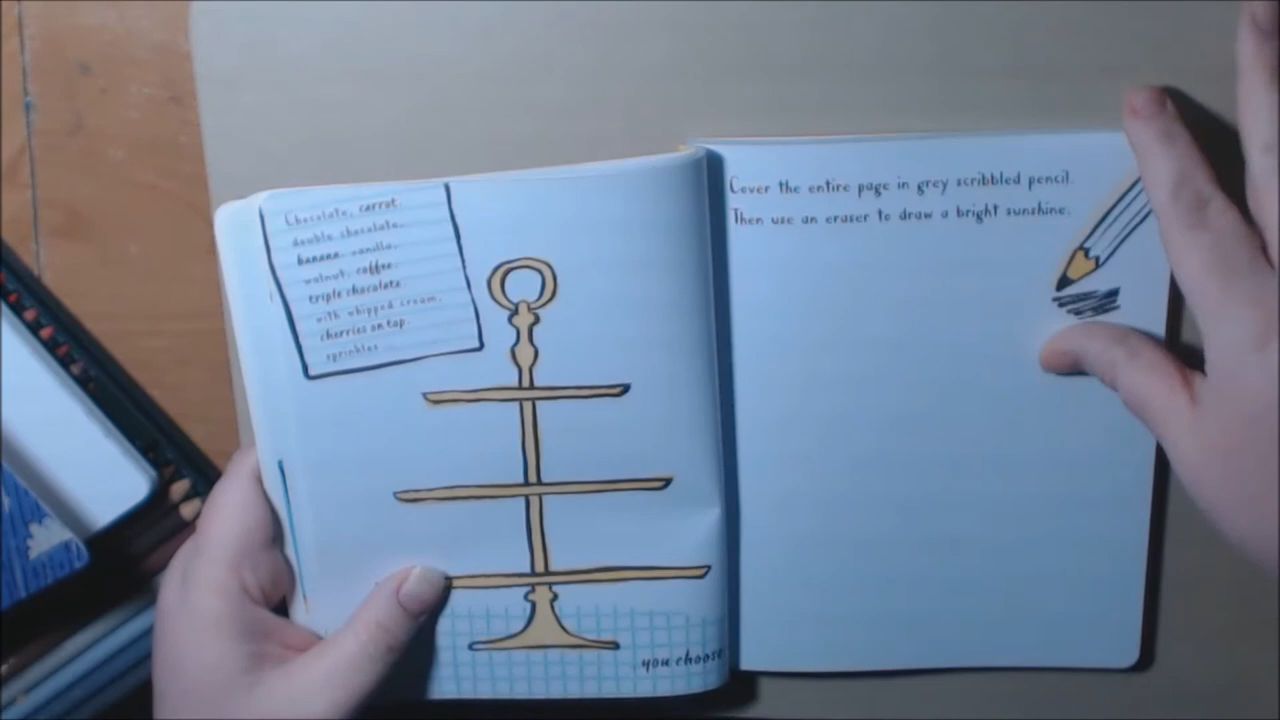 Chocolate, carrot,
double chocolate,
banana, vanilla,
walnut, coffee,
triple chocolate,
with whipped cream,
cherries on top,
sprinkles
you choose
Cover the entire page in grey scribbled pencil.
Then use an eraser to draw a bright sunshine.